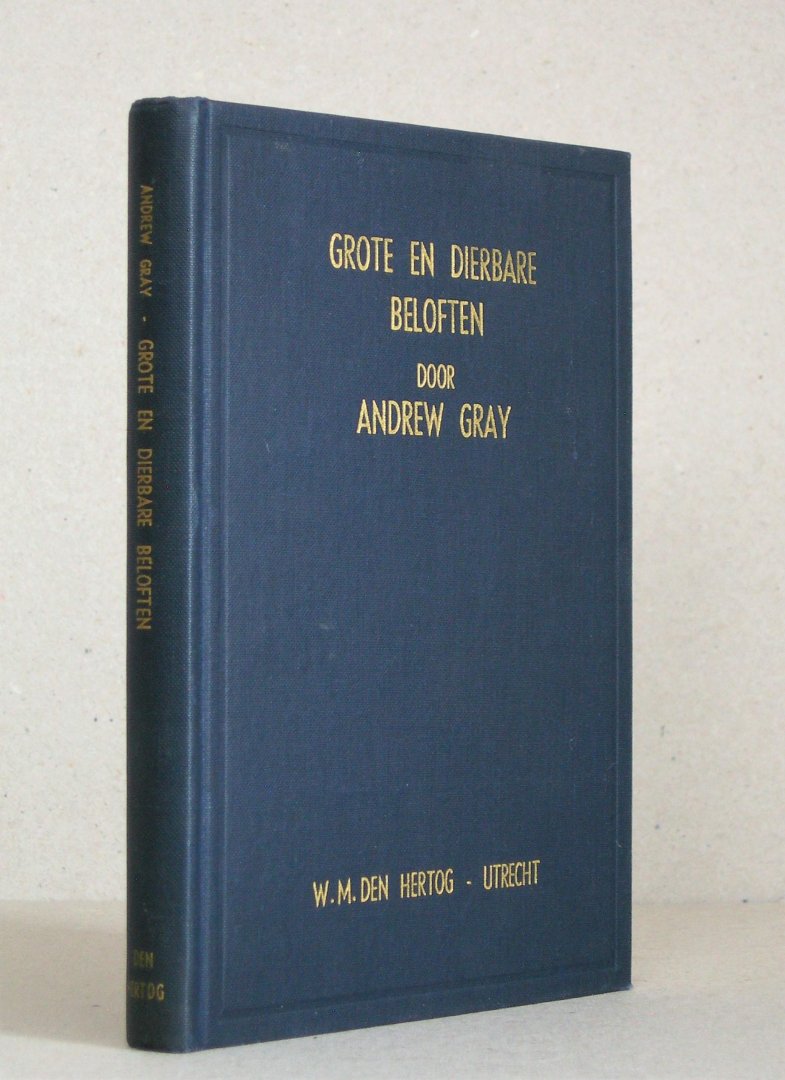 ANDREW GRAY - GROTE EN DIERBARE BELOFTEN
DEN
HERTOG
GROTE EN DIERBARE
BELOFTEN
DOOR
ANDREW GRAY
W.M. DEN HERTOG - UTRECHT